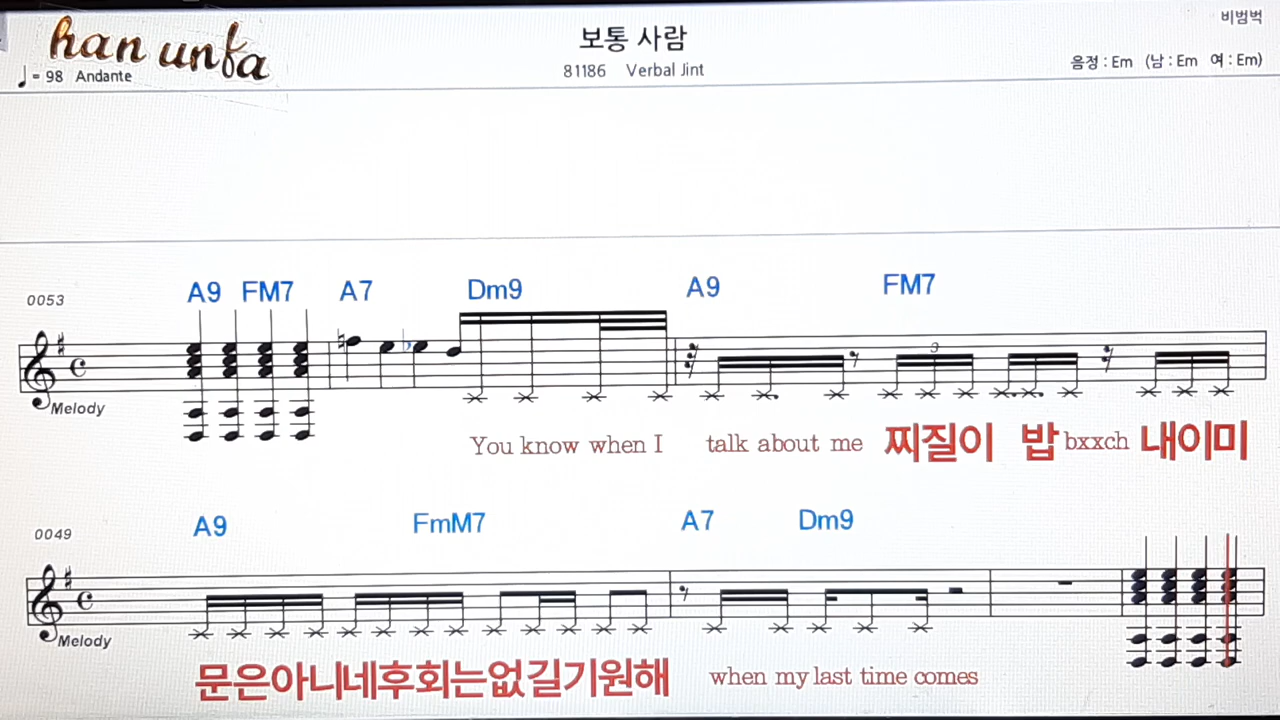 han unfa
보통 사람
비범벅
♩ = 98 Andante
81186 Verbal Jint
음정 : Em (남 : Em 여 : Em)
A9 FM7 A7 Dm9 A9 FM7
0053
3
Melody
You know when I talk about me 찌질이 밥 bxxch 내이미
A9 FmM7 A7 Dm9
0049
Melody
문은아니네후회는없길기원해 when my last time comes